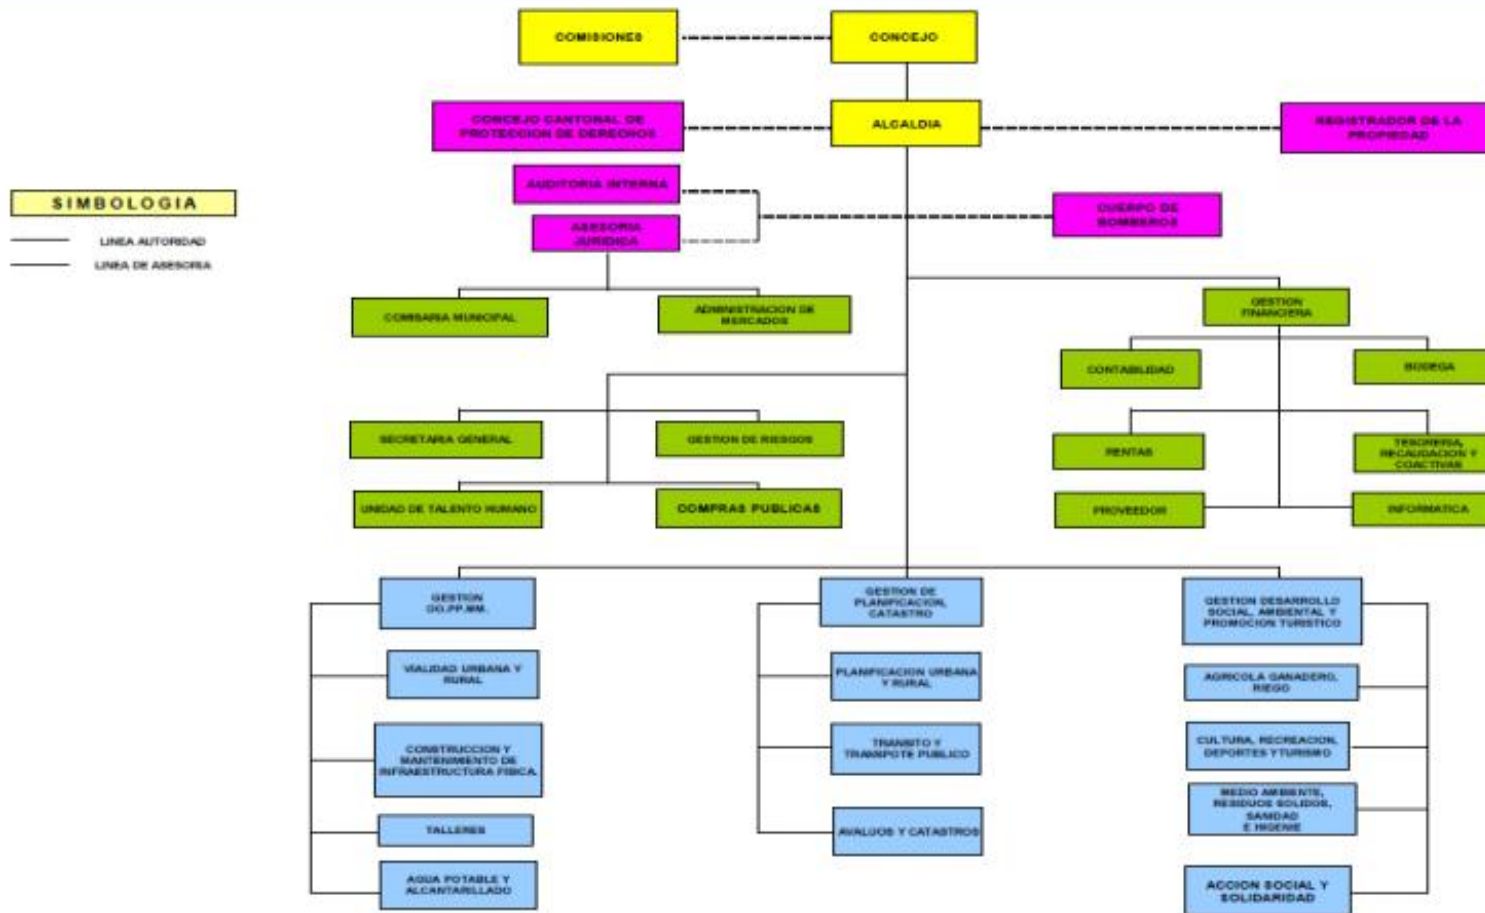 COMISIONES
CONCEJO
CONCEJO CANTONAL DE
PROTECCION DE DERECHOS
ALCALDIA
REGISTRADOR DE LA
PROPIEDAD
AUDITORIA INTERNA
SIMBOLOGIA
LINEA AUTORIDAD
LINEA DE ASESORIA
ASESORIA
JURIDICA
CUERPO DE
BOMBEROS
COMISARIA MUNICIPAL
ADMINISTRACION DE
MERCADOS
GESTION
FINANCIERA
CONTABILIDAD
BODEGA
SECRETARIA GENERAL
GESTION DE RIESGOS
RENTAS
TESORERIA,
RECAUDACION Y
COACTIVAS
UNIDAD DE TALENTO HUMANO
COMPRAS PUBLICAS
PROVEEDOR
INFORMATICA
GESTION
OO.PP.MM.
VIALIDAD URBANA Y
RURAL
CONSTRUCCION Y
MANTENIMIENTO DE
INFRAESTRUCTURA FISICA.
TALLERES
AGUA POTABLE Y
ALCANTARILLADO
GESTION DE
PLANIFICACION,
CATASTRO
PLANIFICACION URBANA
Y RURAL
TRANSITO Y
TRANSPOTE PUBLICO
AVALUOS Y CATASTROS
GESTION DESARROLLO
SOCIAL, AMBIENTAL Y
PROMOCION TURISTICO
AGRICOLA GANADERO,
RIEGO
CULTURA, RECREACION,
DEPORTES YTURISMO
MEDIO AMBIENTE,
RESIDUOS SOLIDOS,
SANIDAD
E HIGENIE
ACCION SOCIAL Y
SOLIDARIDAD